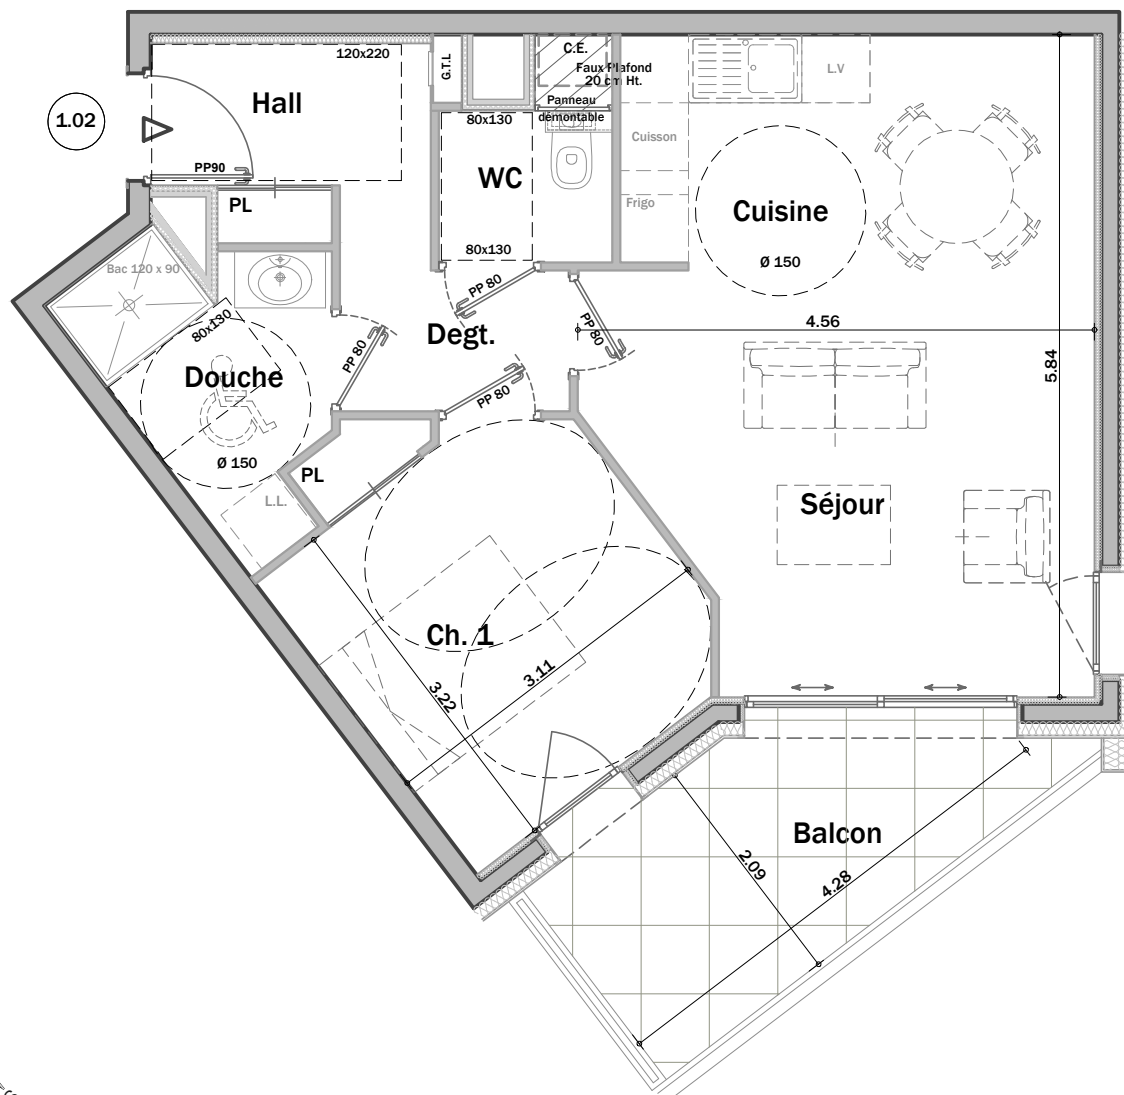 120x220
G.T.L
C.E.
Faux Plafond
20 cm Ht.
Panneau
démontable
L.V
1.02
Hall
80x130
Cuisson
PP90
WC
PL
Frigo
Cuisine
80x130
Ø 150
Bac 120 x 90
PP 80
80x130
Degt.
PP 80
4.56
PP 80
5.84
Douche
PP 80
Ø 150
PL
L.L.
Séjour
Ch. 1
3.11
3.22
Balcon
2.09
4.28